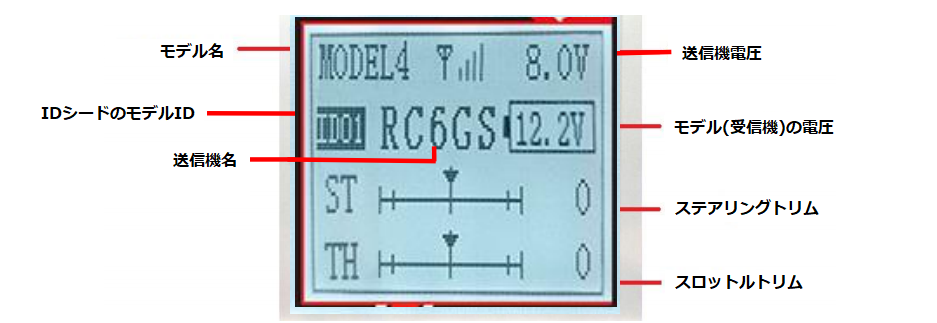 モデル名
送信機電圧
MODEL4 8.0V
IDシードのモデルID
モデル(受信機)の電圧
RC6GS 12.2V
送信機名
ST 0
ステアリングトリム
TH 0
スロットルトリム